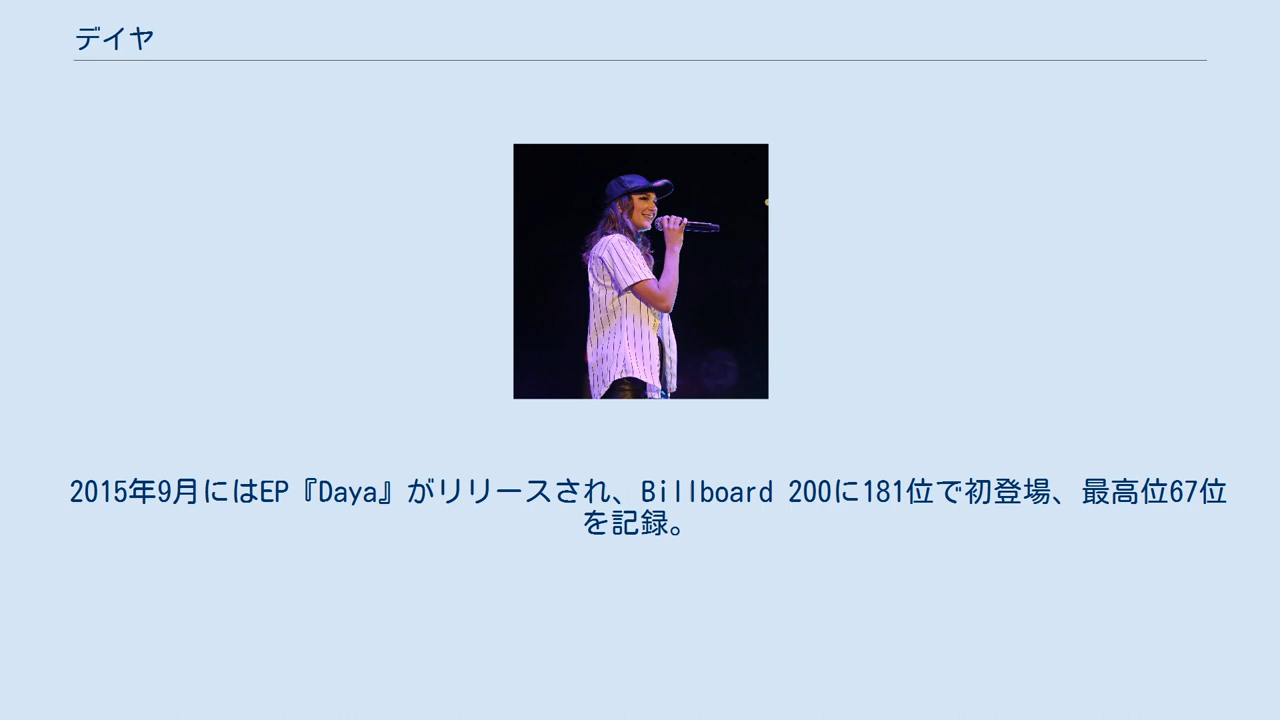 デイヤ
2015年9月にはEP『Daya』がリリースされ、Billboard 200に181位で初登場、最高位67位
を記録。